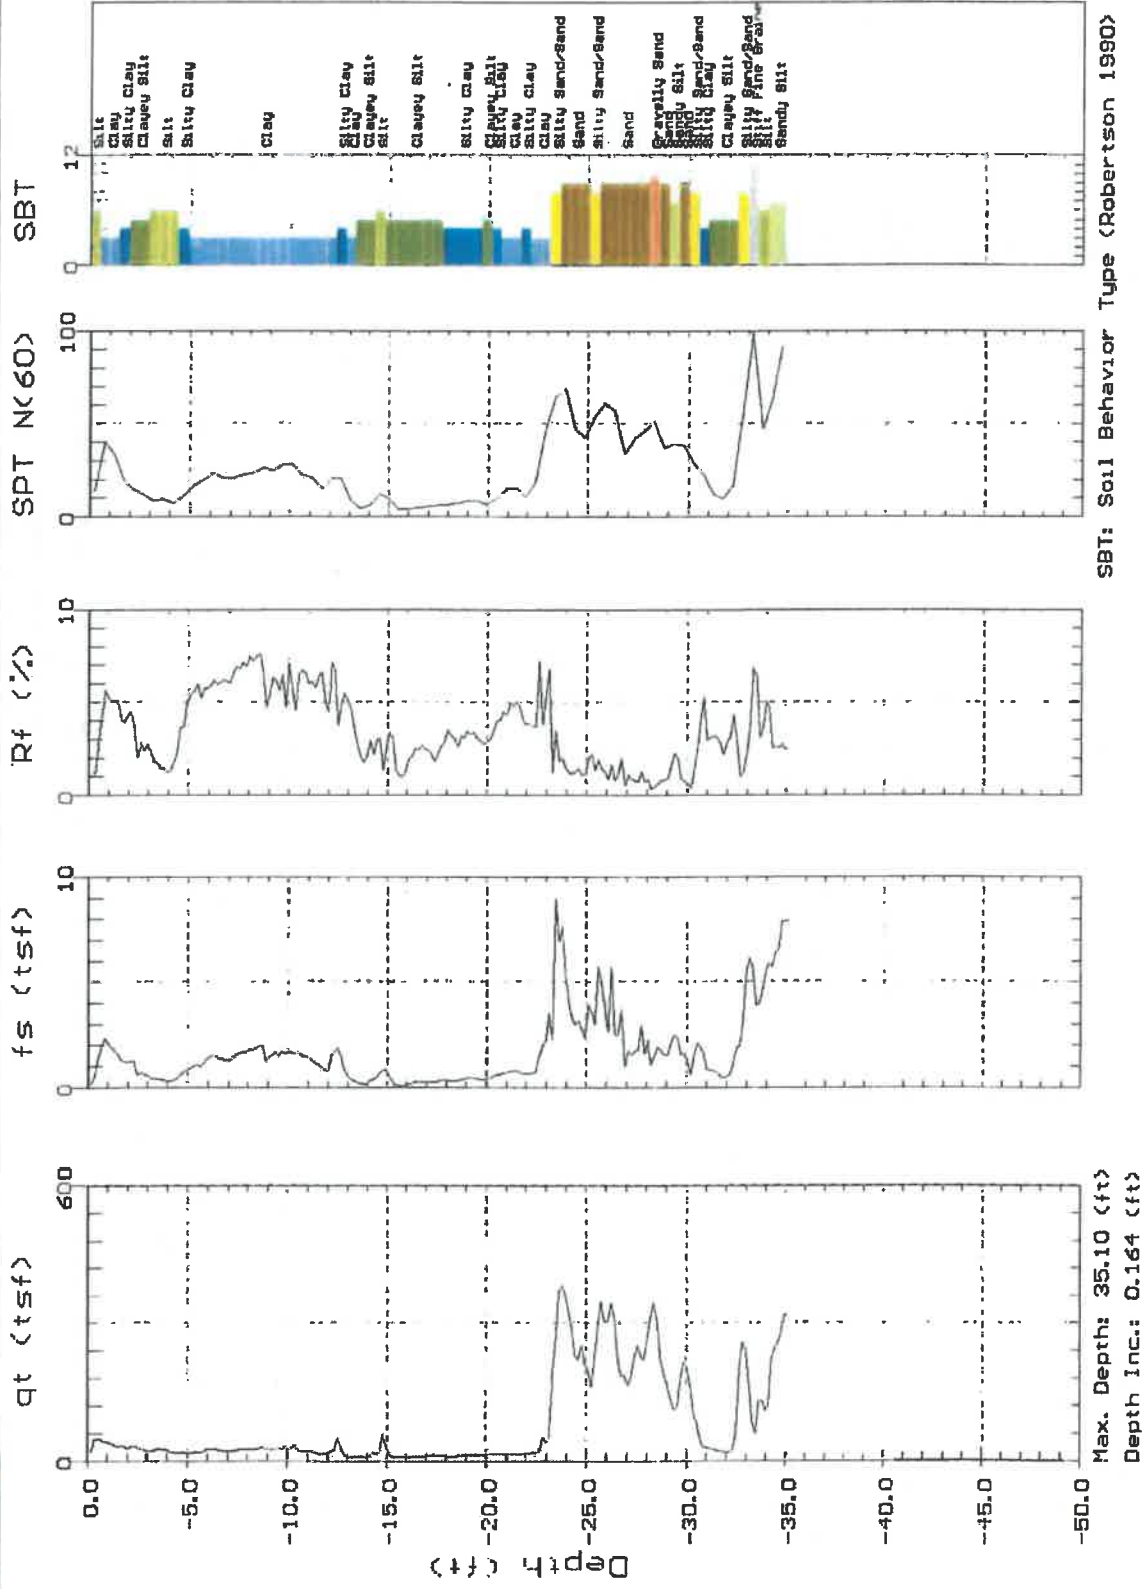 qt (tsf)
fs (tsf)
Rf (%)
SPT N(60)
SBT
0
600
0
10
0
10
0
100
0
12
Depth (ft)
-0.0
-5.0
-10.0
-15.0
-20.0
-25.0
-30.0
-35.0
-40.0
-45.0
-50.0
Silt
Clay
Silty Clay
Clayey Silt
Silt
Silty Clay
Clay
Silty Clay
Clay
Clayey Silt
Silt
Clayey Silt
Silty Clay
Clayey Silt
Silty Clay
Clay
Silty Clay
Clay
Silty Sand/Sand
Sand
Silty Sand/Sand
Sand
Gravelly Sand
Sand
Sandy Silt
Sand
Silty Sand/Sand
Silty Clay
Clayey Silt
Silty Sand/Sand
Stiff Fine
Silt
Sandy Silt
Max. Depth: 35.10 (ft)
Depth Inc.: 0.164 (ft)
SBT: Soil Behavior Type (Robertson 1990)